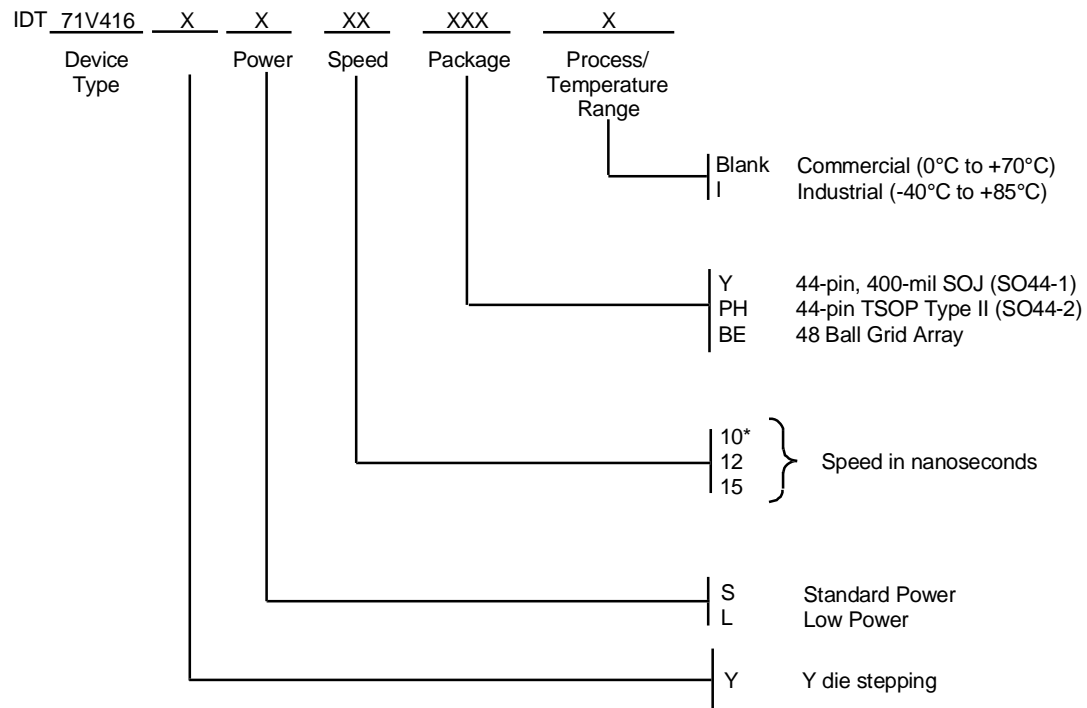 IDT 71V416 X X XX XXX X
Device Type Power Speed Package Process/ Temperature Range
Blank Commercial (0°C to +70°C)
I Industrial (-40°C to +85°C)
Y 44-pin, 400-mil SOJ (SO44-1)
PH 44-pin TSOP Type II (SO44-2)
BE 48 Ball Grid Array
10*
12 Speed in nanoseconds
15
S Standard Power
L Low Power
Y Y die stepping